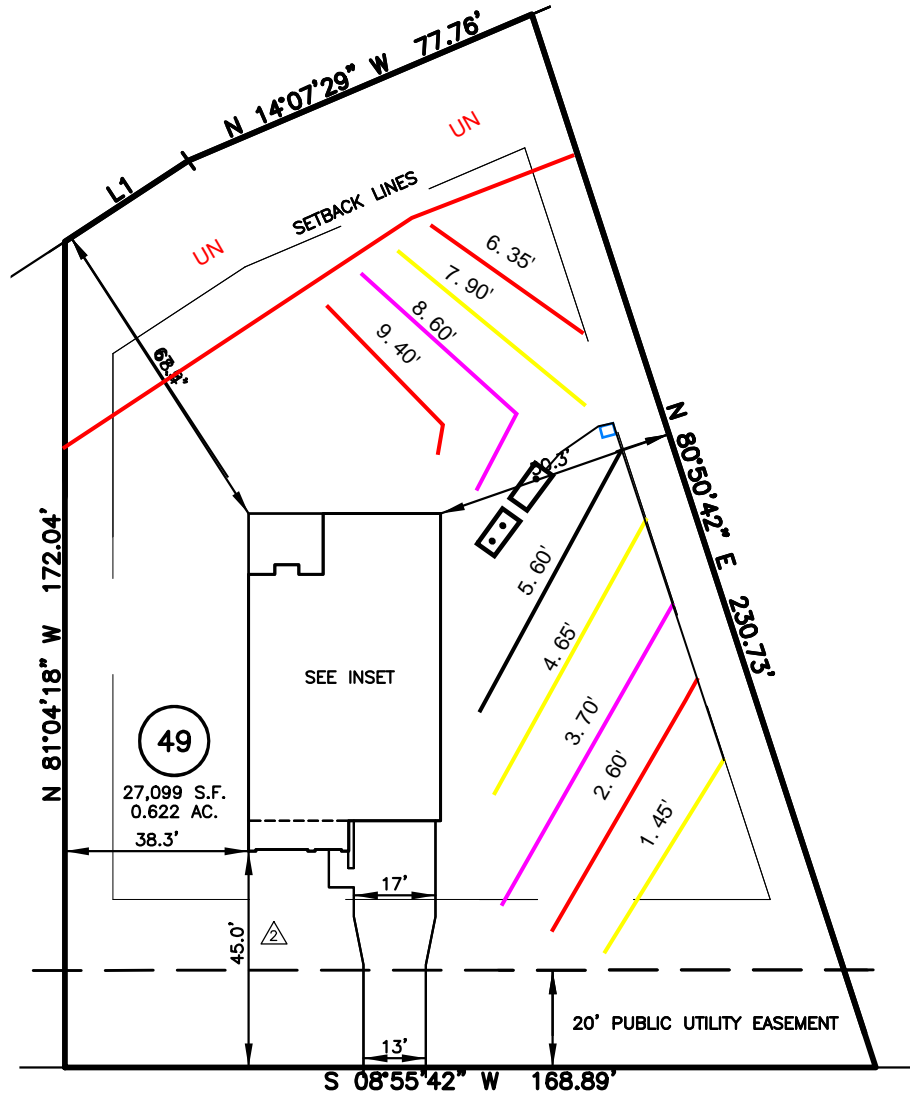 N 14°07'29" W 77.76'
L1
UN
UN
SETBACK LINES
6. 35'
7. 90'
8. 60'
9. 40'
68.4'
N 80°50'42" E 230.73'
5. 60'
4. 65'
3. 70'
2. 60'
1. 45'
N 81°04'18" W 172.04'
SEE INSET
49
27,099 S.F.
0.622 AC.
38.3'
17'
45.0'
2
20' PUBLIC UTILITY EASEMENT
13'
S 08°55'42" W 168.89'